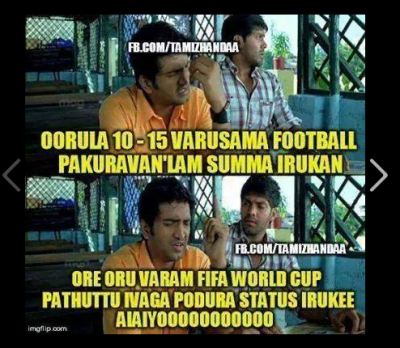 FB.COM/TAMIZHANDAA
OORULA 10 - 15 VARUSAMA FOOTBALL
PAKURAVAN'LAM SUMMA IRUKAN
FB.COM/TAMIZHANDAA
ORE ORU VARAM FIFA WORLD CUP
PATHUTTU IVAGA PODURA STATUS IRUKEE
AIAIYOOOOOOOOOOO
imgflip.com